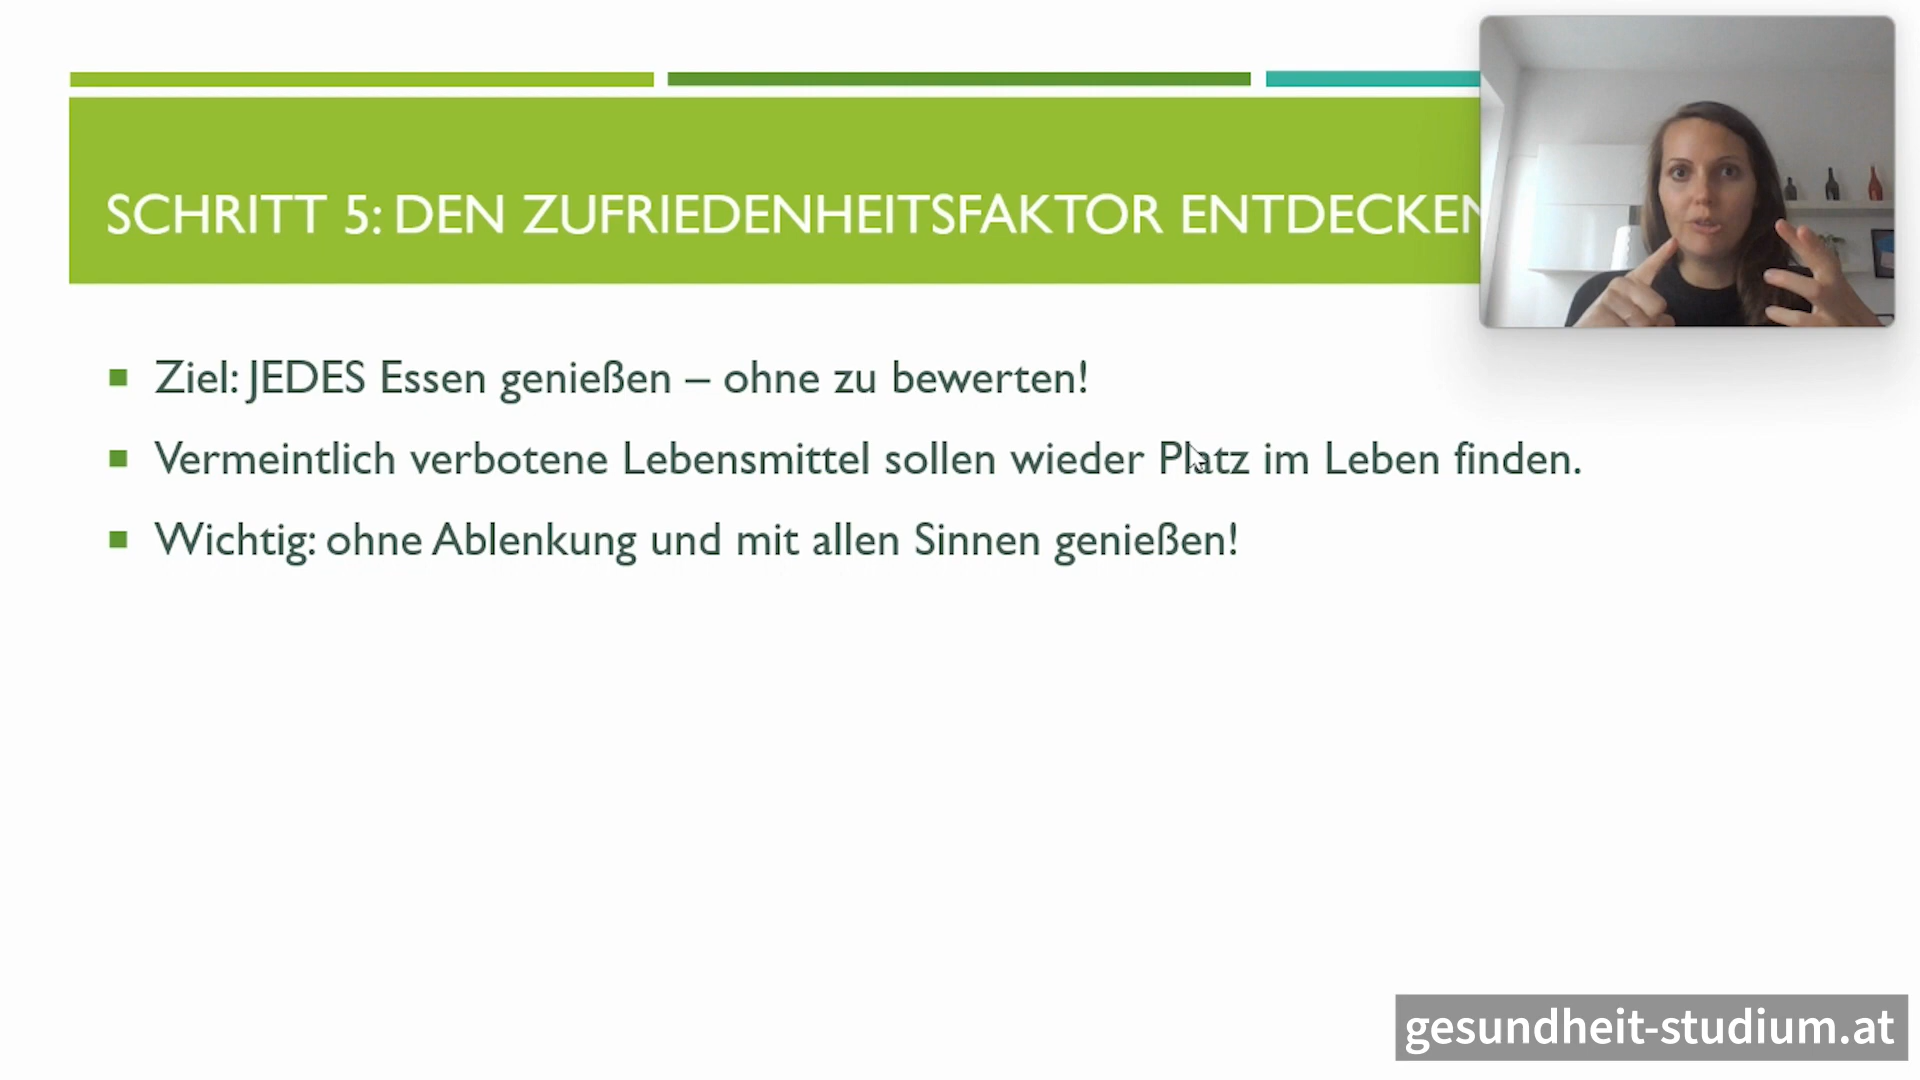 SCHRITT 5: DEN ZUFRIEDENHEITSFAKTOR ENTDECKEN
Ziel: JEDES Essen genießen – ohne zu bewerten!
Vermeintlich verbotene Lebensmittel sollen wieder Platz im Leben finden.
Wichtig: ohne Ablenkung und mit allen Sinnen genießen!
gesundheit-studium.at